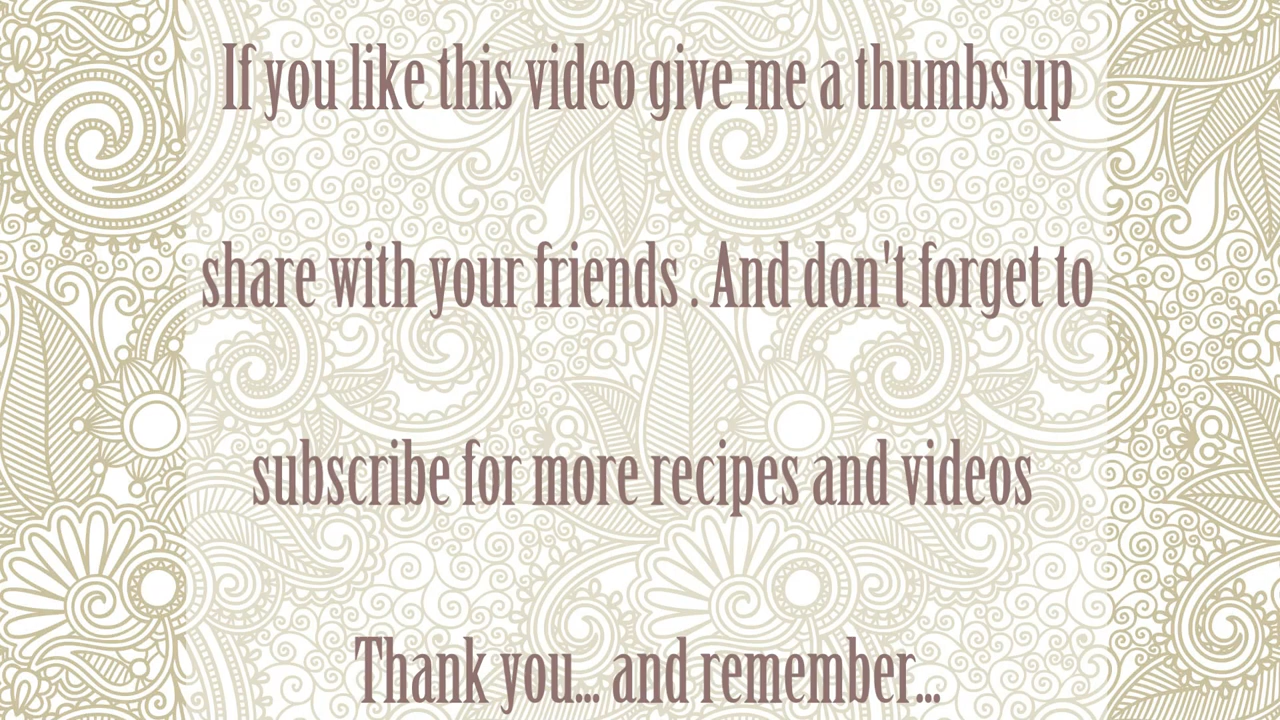 If you like this video give me a thumbs up
share with your friends . And don't forget to
subscribe for more recipes and videos
Thank you... and remember...